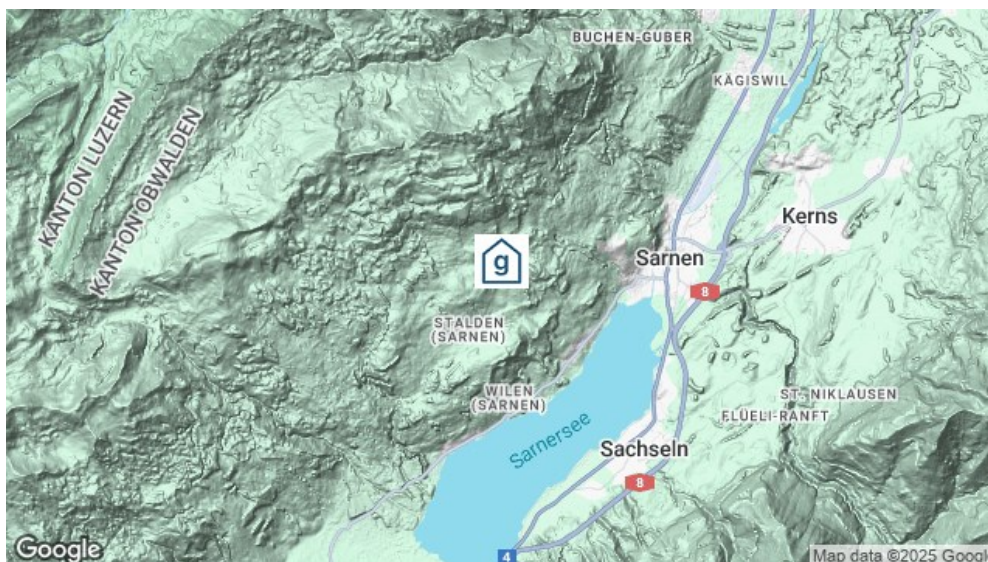 BUCHEN-GUBER
KÄGISWIL
KANTON LUZERN
KANTON OBWALDEN
Kerns
Sarnen
g
8
STALDEN
(SARNEN)
WILEN
(SARNEN)
ST. NIKLAUSEN
FLÜELI-RANFT
Sarnersee
Sachseln
8
4
Google
Map data ©2025 Google